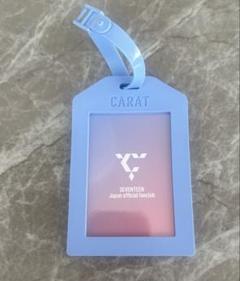 CARAT
SEVENTEEN
Japan official fanclub